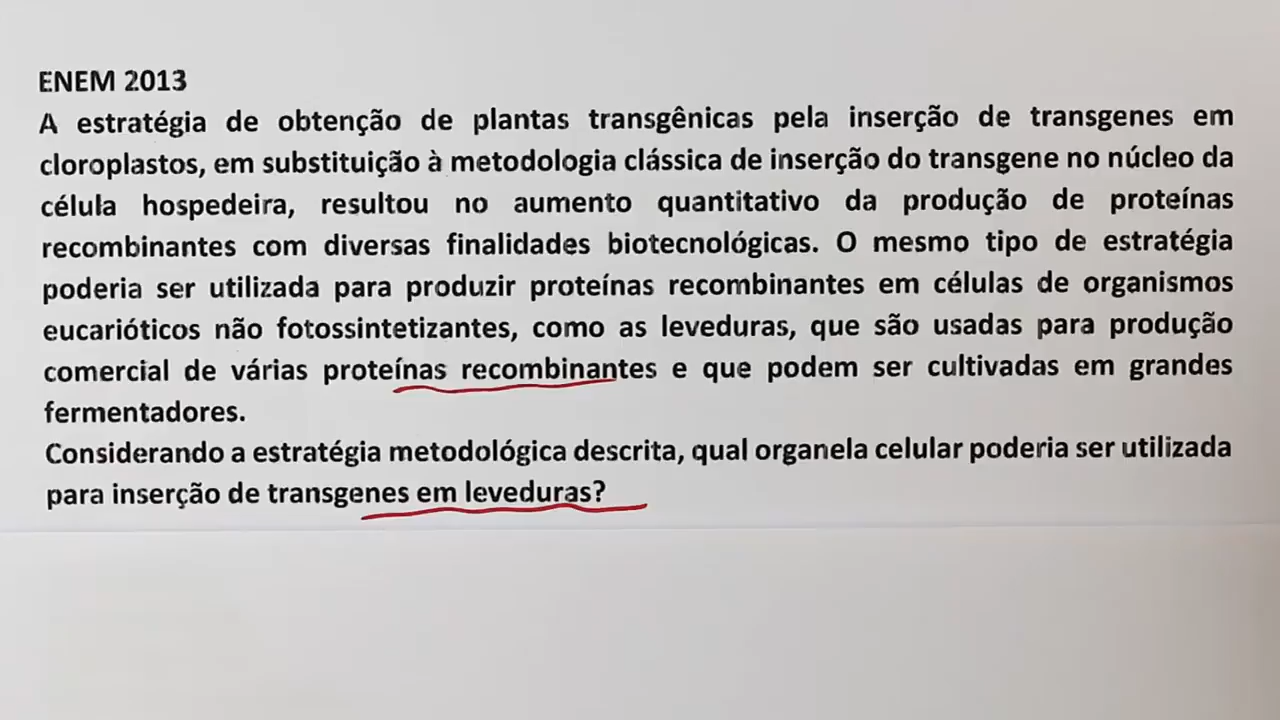 ENEM 2013
A estratégia de obtenção de plantas transgênicas pela inserção de transgenes em
cloroplastos, em substituição à metodologia clássica de inserção do transgene no núcleo da
célula hospedeira, resultou no aumento quantitativo da produção de proteínas
recombinantes com diversas finalidades biotecnológicas. O mesmo tipo de estratégia
poderia ser utilizada para produzir proteínas recombinantes em células de organismos
eucarióticos não fotossintetizantes, como as leveduras, que são usadas para produção
comercial de várias proteínas recombinantes e que podem ser cultivadas em grandes
fermentadores.
Considerando a estratégia metodológica descrita, qual organela celular poderia ser utilizada
para inserção de transgenes em leveduras?